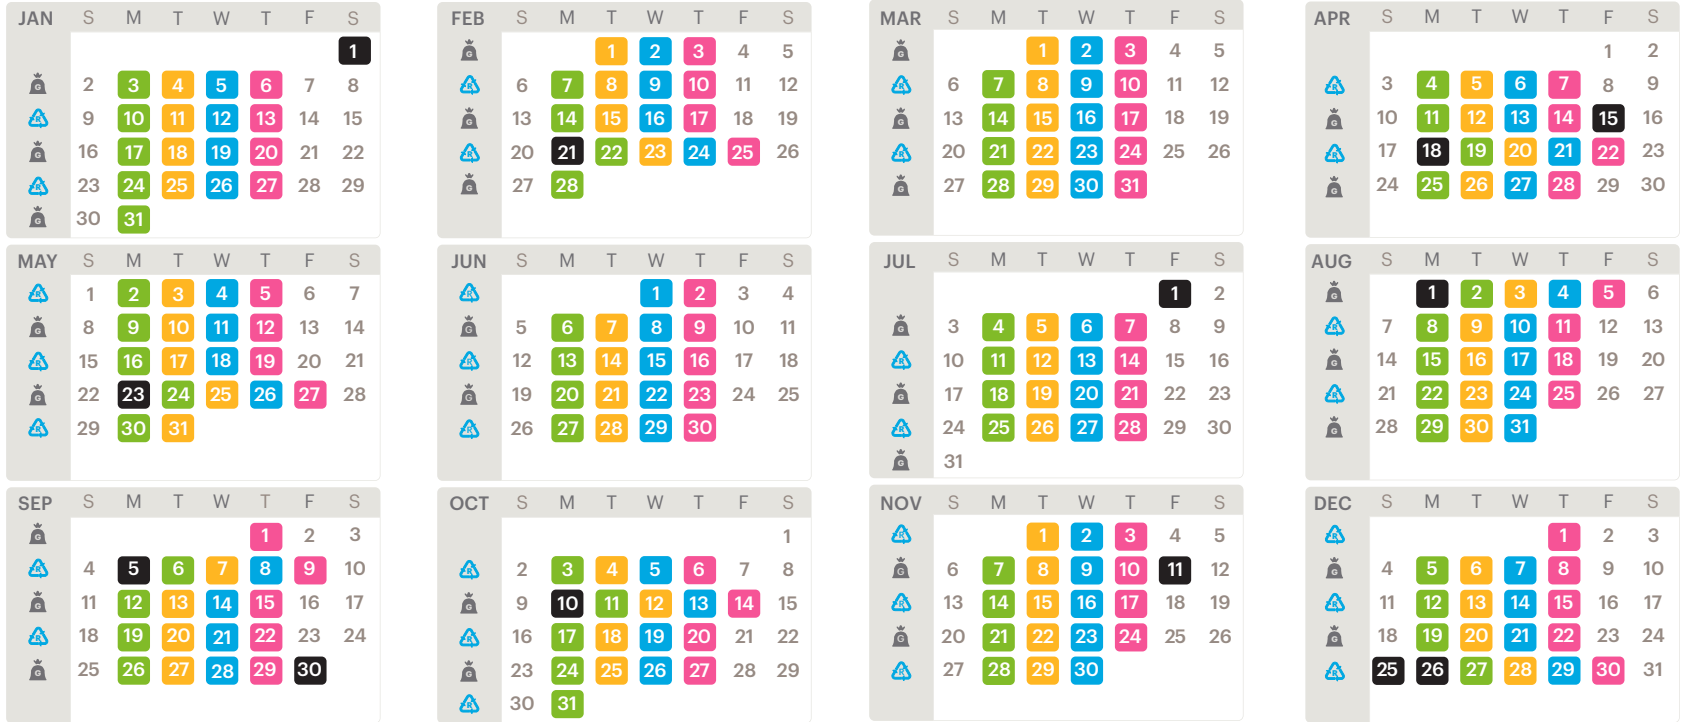 JAN S M T W T F S
1
G 2 3 4 5 6 7 8
R 9 10 11 12 13 14 15
G 16 17 18 19 20 21 22
R 23 24 25 26 27 28 29
G 30 31
FEB S M T W T F S
G 1 2 3 4 5
R 6 7 8 9 10 11 12
G 13 14 15 16 17 18 19
R 20 21 22 23 24 25 26
G 27 28
MAR S M T W T F S
G 1 2 3 4 5
R 6 7 8 9 10 11 12
G 13 14 15 16 17 18 19
R 20 21 22 23 24 25 26
G 27 28 29 30 31
APR S M T W T F S
1 2
R 3 4 5 6 7 8 9
G 10 11 12 13 14 15 16
R 17 18 19 20 21 22 23
G 24 25 26 27 28 29 30
MAY S M T W T F S
R 1 2 3 4 5 6 7
G 8 9 10 11 12 13 14
R 15 16 17 18 19 20 21
G 22 23 24 25 26 27 28
R 29 30 31
JUN S M T W T F S
R 1 2 3 4
G 5 6 7 8 9 10 11
R 12 13 14 15 16 17 18
G 19 20 21 22 23 24 25
R 26 27 28 29 30
JUL S M T W T F S
1 2
G 3 4 5 6 7 8 9
R 10 11 12 13 14 15 16
G 17 18 19 20 21 22 23
R 24 25 26 27 28 29 30
G 31
AUG S M T W T F S
G 1 2 3 4 5 6
R 7 8 9 10 11 12 13
G 14 15 16 17 18 19 20
R 21 22 23 24 25 26 27
G 28 29 30 31
SEP S M T W T F S
G 1 2 3
R 4 5 6 7 8 9 10
G 11 12 13 14 15 16 17
R 18 19 20 21 22 23 24
G 25 26 27 28 29 30
OCT S M T W T F S
1
R 2 3 4 5 6 7 8
G 9 10 11 12 13 14 15
R 16 17 18 19 20 21 22
G 23 24 25 26 27 28 29
R 30 31
NOV S M T W T F S
R 1 2 3 4 5
G 6 7 8 9 10 11 12
R 13 14 15 16 17 18 19
G 20 21 22 23 24 25 26
R 27 28 29 30
DEC S M T W T F S
R 1 2 3
G 4 5 6 7 8 9 10
R 11 12 13 14 15 16 17
G 18 19 20 21 22 23 24
R 25 26 27 28 29 30 31